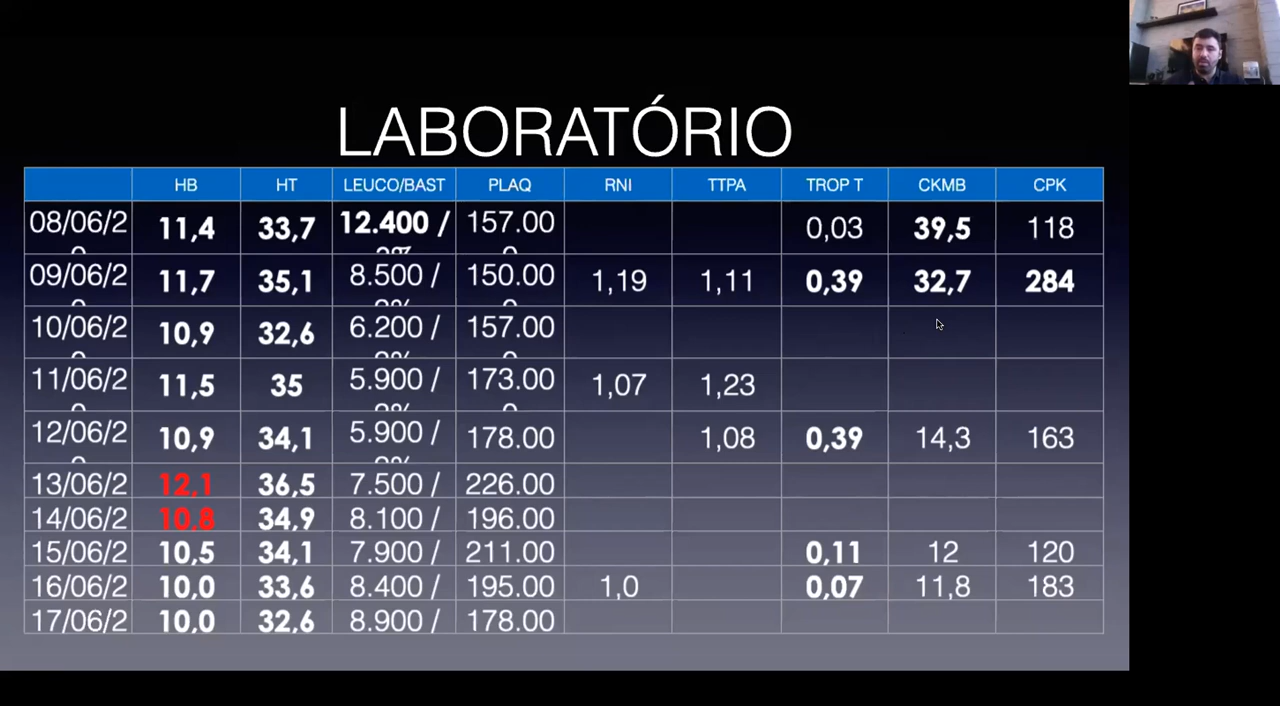 LABORATÓRIO
HB HT LEUCO/BAST PLAQ RNI TTPA TROP T CKMB CPK
08/06/2 11,4 33,7 12.400 / 157.00 0,03 39,5 118
09/06/2 11,7 35,1 8.500 / 150.00 1,19 1,11 0,39 32,7 284
10/06/2 10,9 32,6 6.200 / 157.00
11/06/2 11,5 35 5.900 / 173.00 1,07 1,23
12/06/2 10,9 34,1 5.900 / 178.00 1,08 0,39 14,3 163
13/06/2 12,1 36,5 7.500 / 226.00
14/06/2 10,8 34,9 8.100 / 196.00
15/06/2 10,5 34,1 7.900 / 211.00 0,11 12 120
16/06/2 10,0 33,6 8.400 / 195.00 1,0 0,07 11,8 183
17/06/2 10,0 32,6 8.900 / 178.00